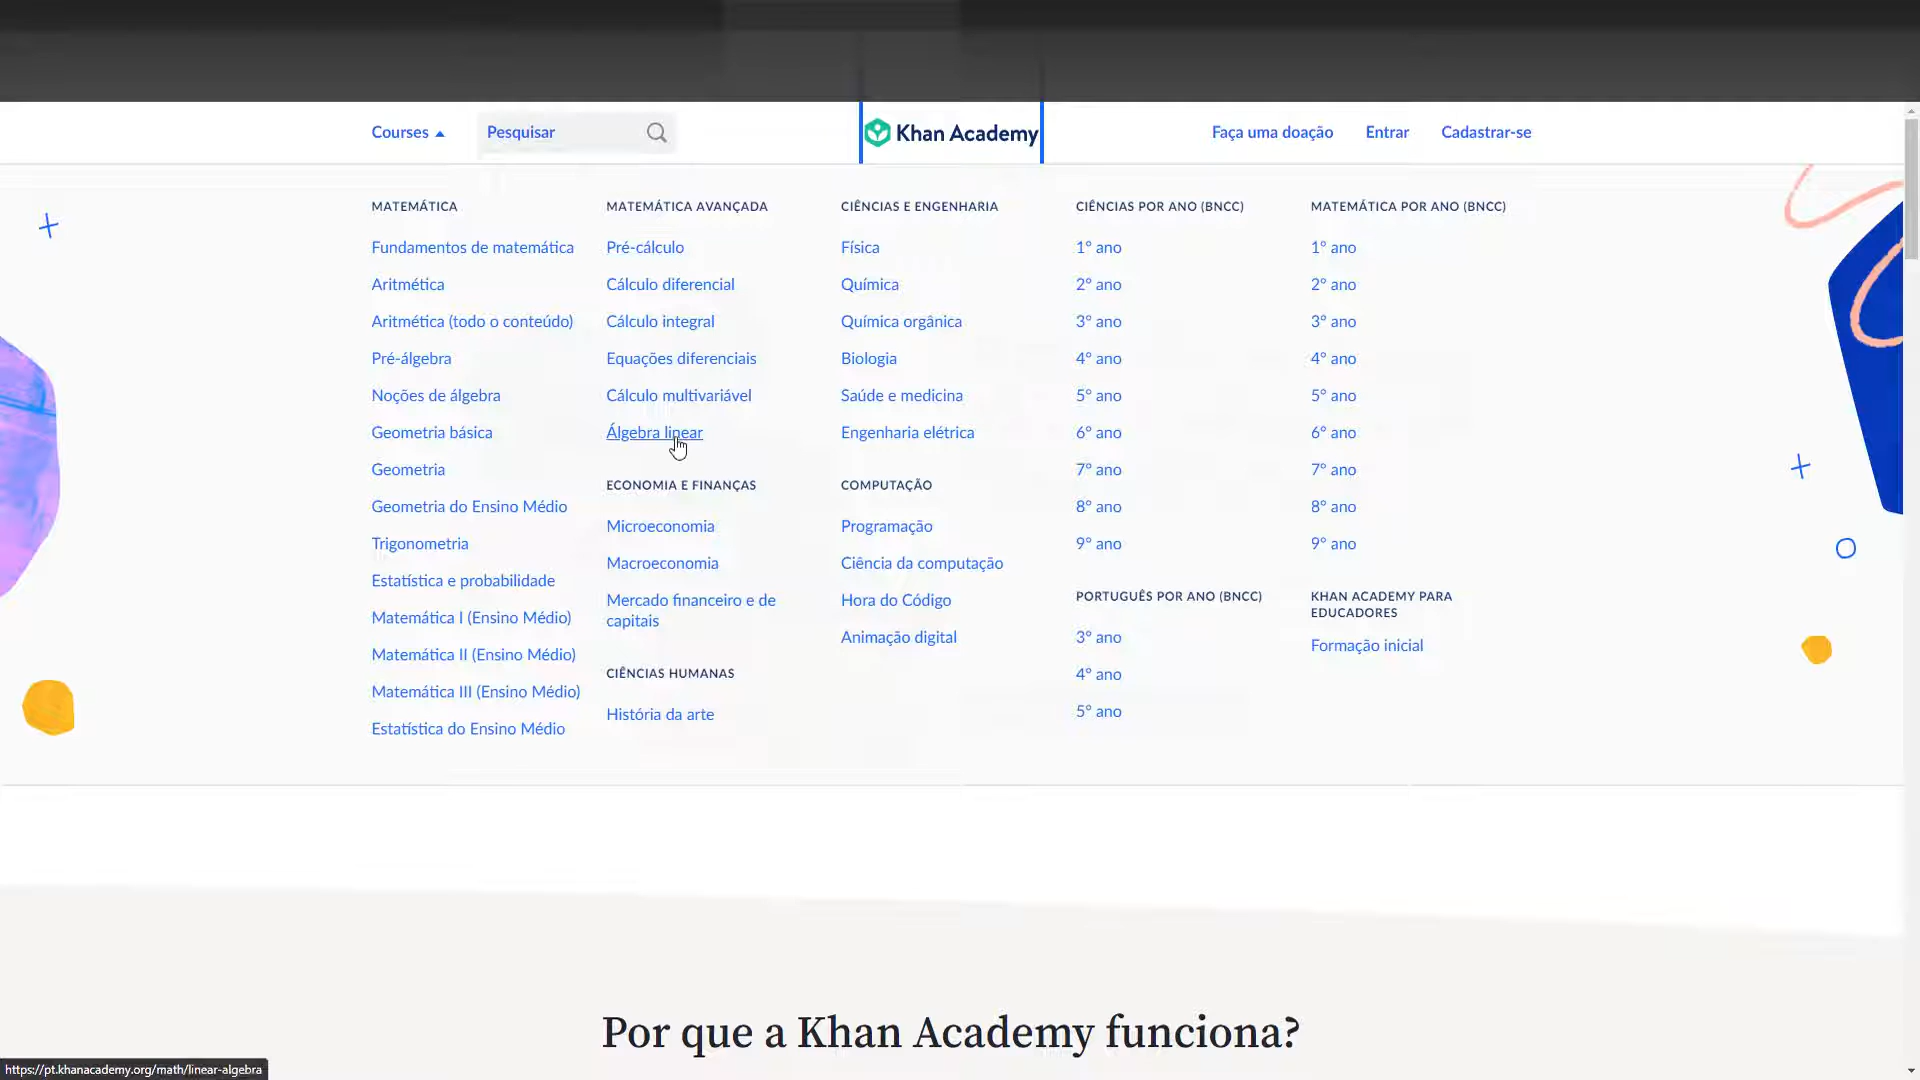 Courses
Pesquisar
Khan Academy
Faça uma doação
Entrar
Cadastrar-se
MATEMÁTICA
Fundamentos de matemática
Aritmética
Aritmética (todo o conteúdo)
Pré-álgebra
Noções de álgebra
Geometria básica
Geometria
Geometria do Ensino Médio
Trigonometria
Estatística e probabilidade
Matemática I (Ensino Médio)
Matemática II (Ensino Médio)
Matemática III (Ensino Médio)
Estatística do Ensino Médio
MATEMÁTICA AVANÇADA
Pré-cálculo
Cálculo diferencial
Cálculo integral
Equações diferenciais
Cálculo multivariável
Álgebra linear
ECONOMIA E FINANÇAS
Microeconomia
Macroeconomia
Mercado financeiro e de
capitais
CIÊNCIAS HUMANAS
História da arte
CIÊNCIAS E ENGENHARIA
Física
Química
Química orgânica
Biologia
Saúde e medicina
Engenharia elétrica
COMPUTAÇÃO
Programação
Ciência da computação
Hora do Código
Animação digital
CIÊNCIAS POR ANO (BNCC)
1° ano
2° ano
3° ano
4° ano
5° ano
6° ano
7° ano
8° ano
9° ano
PORTUGUÊS POR ANO (BNCC)
3° ano
4° ano
5° ano
MATEMÁTICA POR ANO (BNCC)
1° ano
2° ano
3° ano
4° ano
5° ano
6° ano
7° ano
8° ano
9° ano
KHAN ACADEMY PARA
EDUCADORES
Formação inicial
Por que a Khan Academy funciona?
https://pt.khanacademy.org/math/linear-algebra